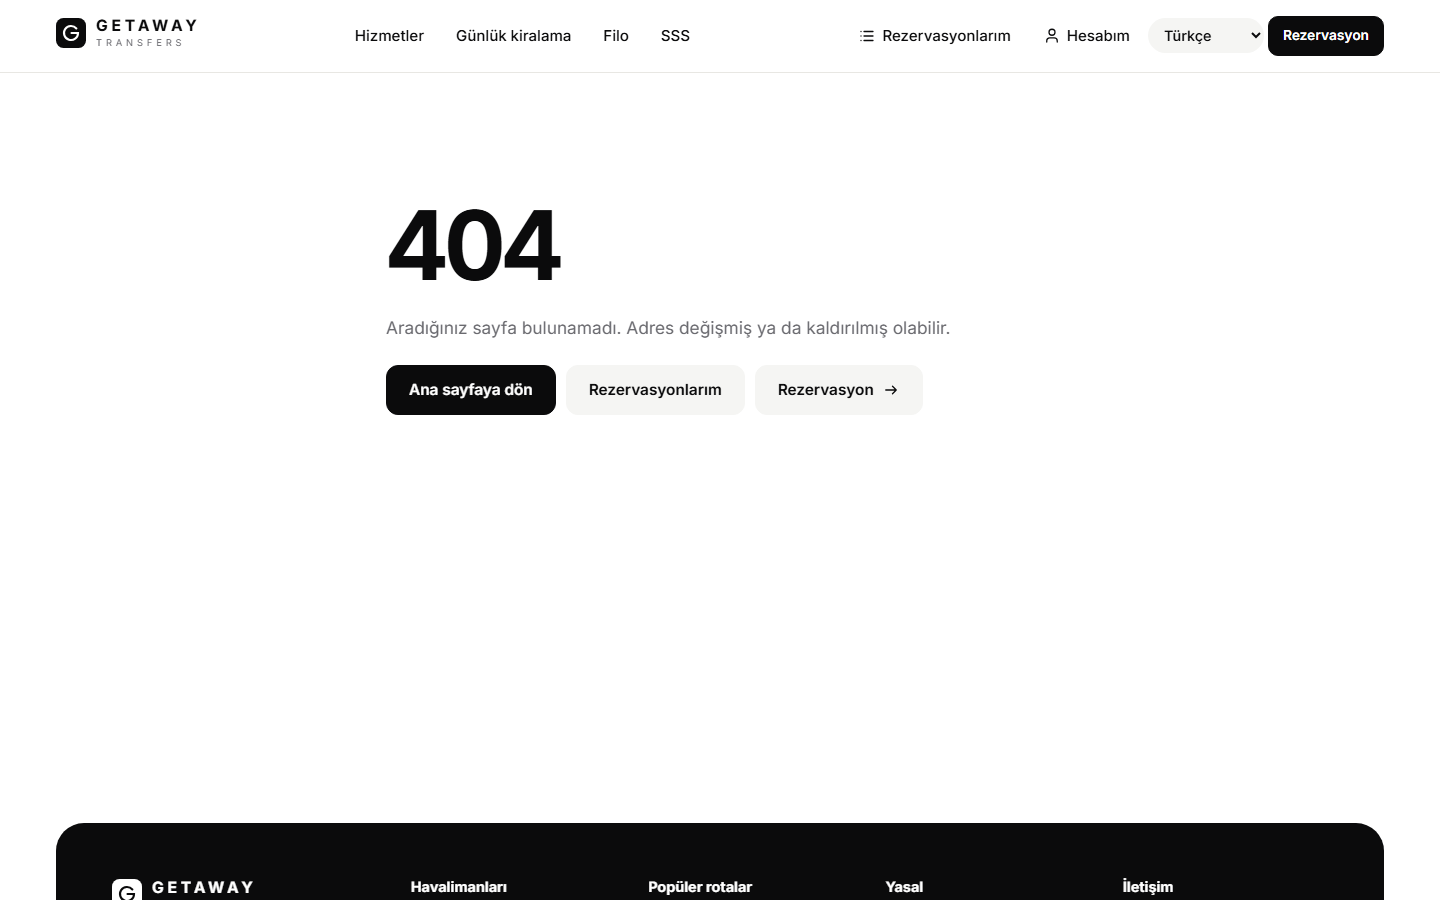 GETAWAY
TRANSFERS
Hizmetler
Günlük kiralama
Filo
SSS
Rezervasyonlarım
Hesabım
Türkçe
Rezervasyon
404
Aradığınız sayfa bulunamadı. Adres değişmiş ya da kaldırılmış olabilir.
Ana sayfaya dön
Rezervasyonlarım
Rezervasyon →
GETAWAY
Havalimanları
Popüler rotalar
Yasal
İletişim